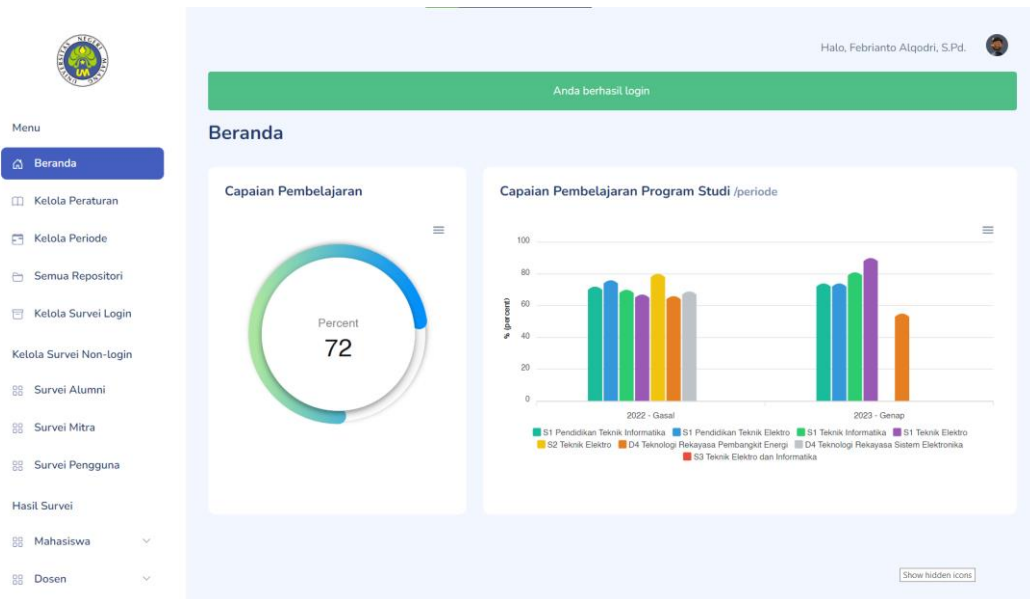 UNIVERSITAS NEGERI MALANG
UM
Halo, Febrianto Alqodri, S.Pd.
Anda berhasil login
Menu
Beranda
Kelola Peraturan
Kelola Periode
Semua Repositori
Kelola Survei Login
Kelola Survei Non-login
Survei Alumni
Survei Mitra
Survei Pengguna
Hasil Survei
Mahasiswa
Dosen
Beranda
Capaian Pembelajaran
Percent
72
Capaian Pembelajaran Program Studi /periode
100
80
60
40
20
0
% (percent)
2022 - Gasal
2023 - Genap
S1 Pendidikan Teknik Informatika S1 Pendidikan Teknik Elektro S1 Teknik Informatika S1 Teknik Elektro
S2 Teknik Elektro D4 Teknologi Rekayasa Pembangkit Energi D4 Teknologi Rekayasa Sistem Elektronika
S3 Teknik Elektro dan Informatika
Show hidden icons